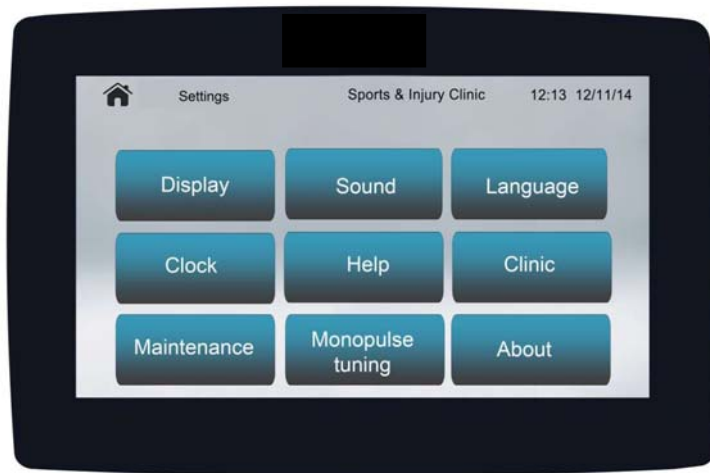 Settings Sports & Injury Clinic 12:13 12/11/14
Display Sound Language
Clock Help Clinic
Maintenance Monopulse tuning About